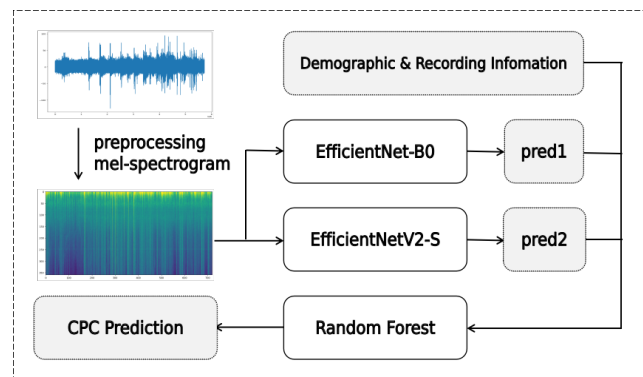 Demographic & Recording Infomation
preprocessing
mel-spectrogram
EfficientNet-B0
pred1
EfficientNetV2-S
pred2
CPC Prediction
Random Forest